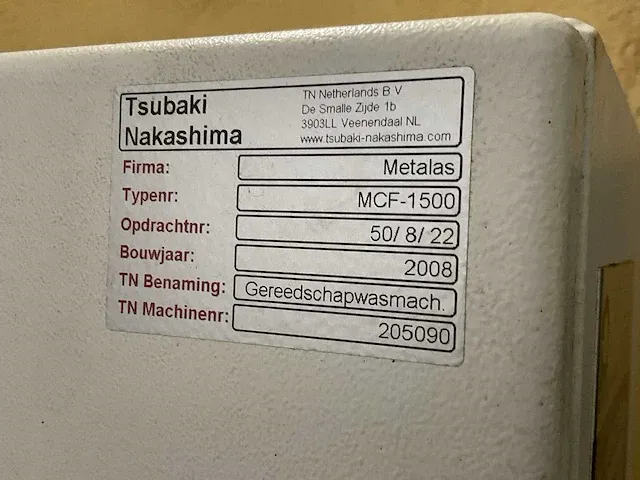 Tsubaki
Nakashima
TN Netherlands B V
De Smalle Zijde 1b
3903LL Veenendaal NL
www.tsubaki-nakashima.com
Firma: Metalas
Typenr: MCF-1500
Opdrachtnr: 50/ 8/ 22
Bouwjaar: 2008
TN Benaming: Gereedschapwasmach.
TN Machinenr: 205090